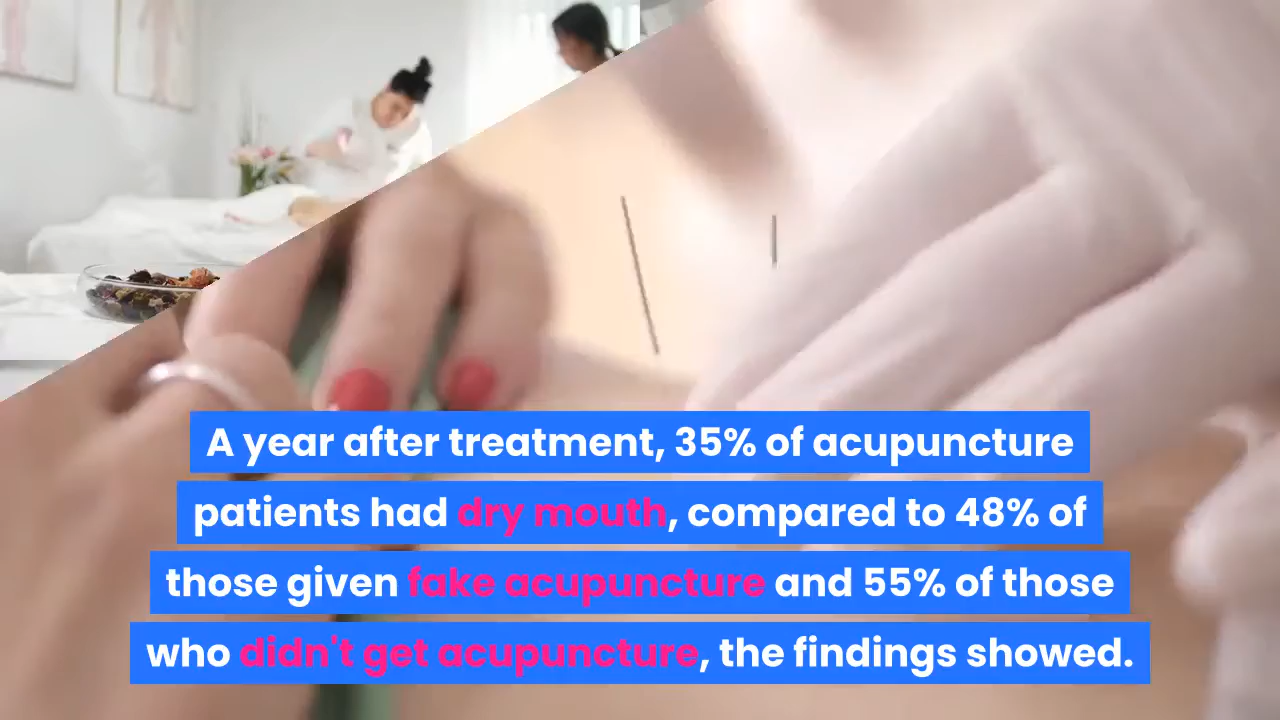 A year after treatment, 35% of acupuncture
patients had dry mouth, compared to 48% of
those given fake acupuncture and 55% of those
who didn't get acupuncture, the findings showed.